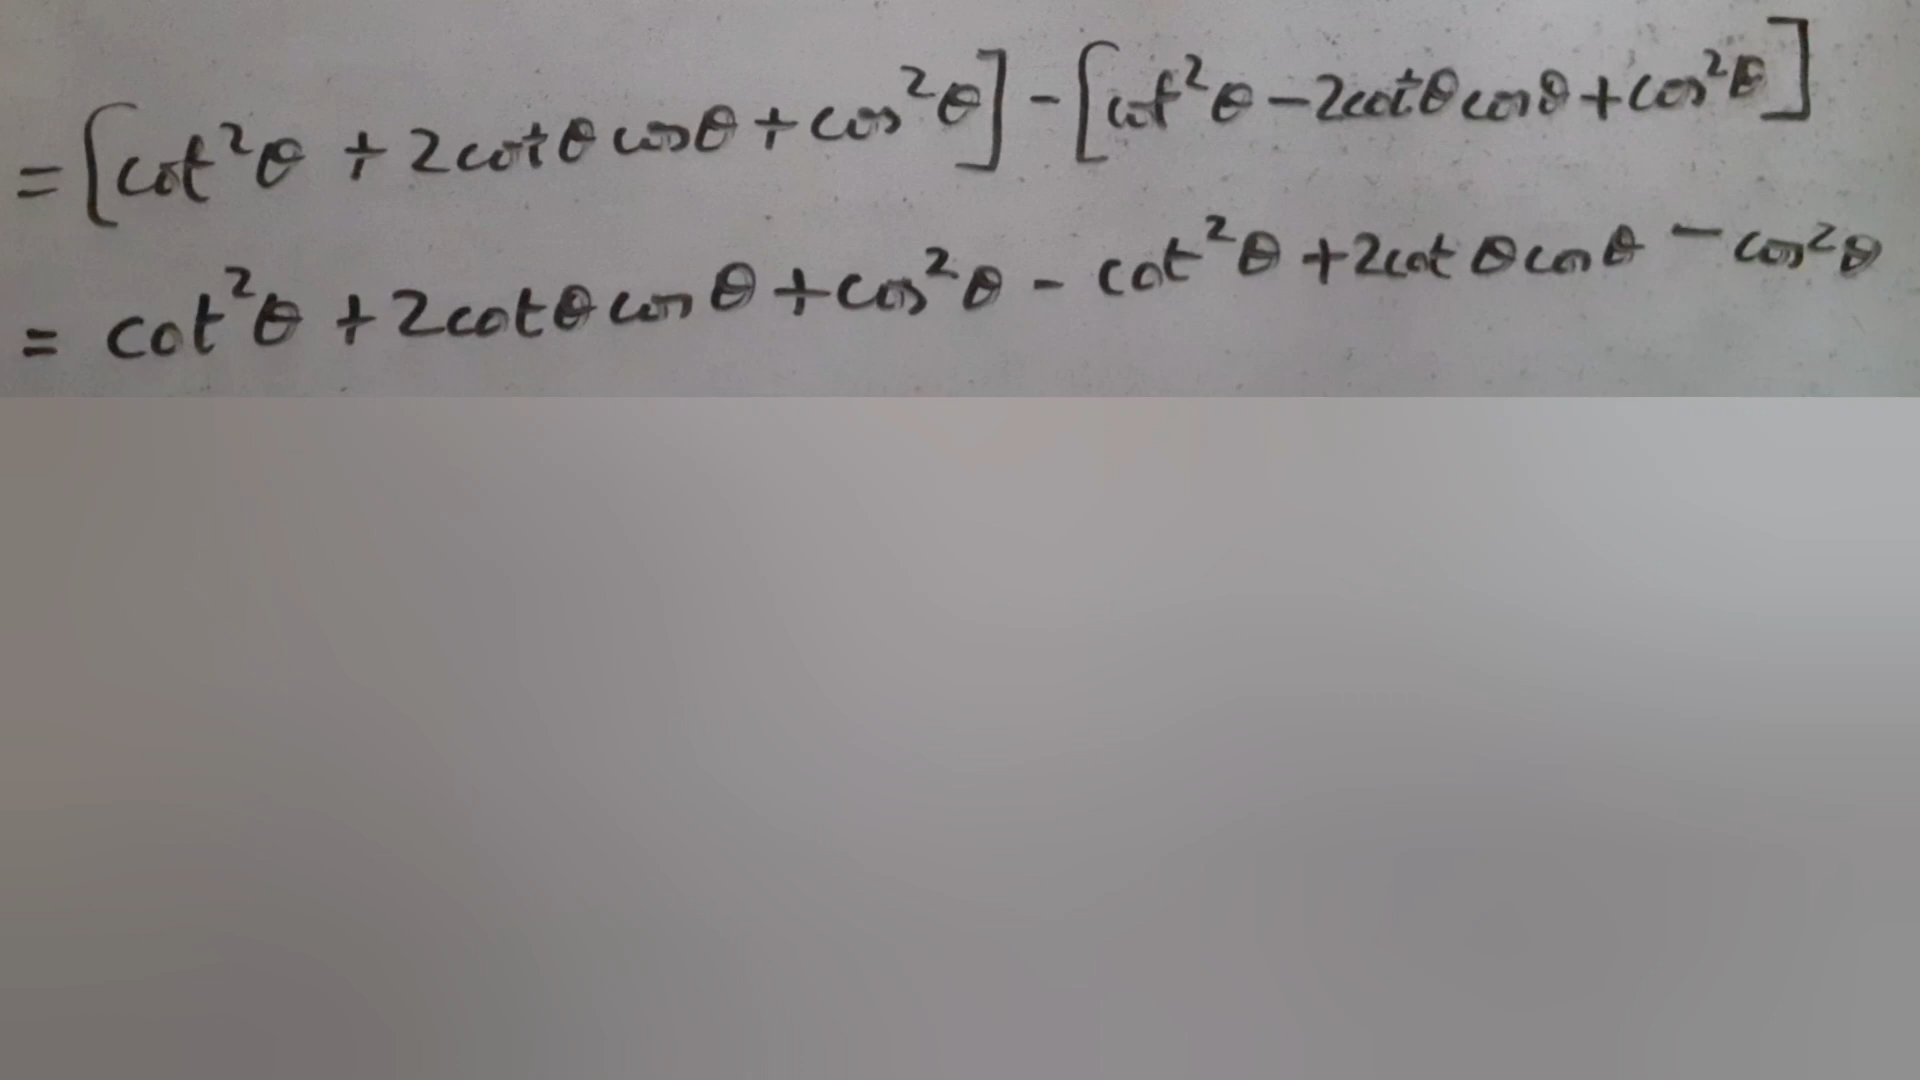 = [cot²θ + 2cotθ cosθ + cos²θ] - [cot²θ - 2cotθ cosθ + cos²θ]
= cot²θ + 2cotθ cosθ + cos²θ - cot²θ + 2cotθ cosθ - cos²θ